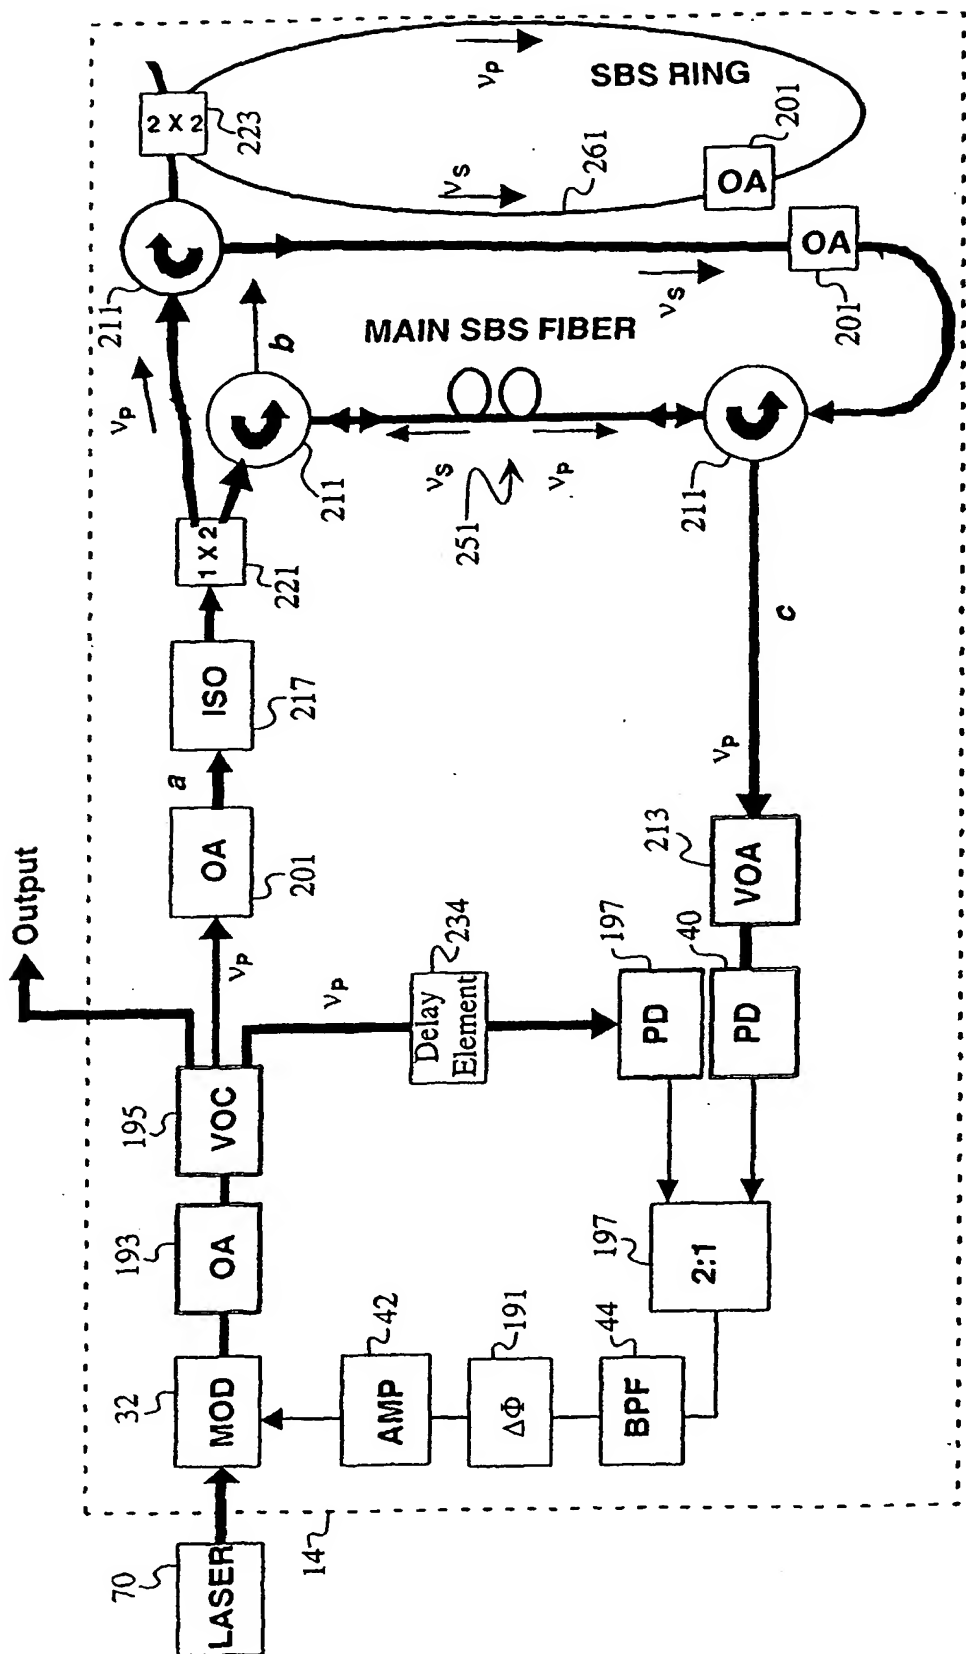 Output
LASER
70
14
MOD
32
OA
193
VOC
195
νP
OA
201
a
ISO
217
1 X 2
221
νP
211
2 X 2
223
νP
SBS RING
νS
261
OA
201
OA
201
νS
211
b
MAIN SBS FIBER
νS
251
νP
211
c
νP
VOA
213
PD
40
PD
197
νP
Delay
Element
234
2:1
197
BPF
44
ΔΦ
191
AMP
42